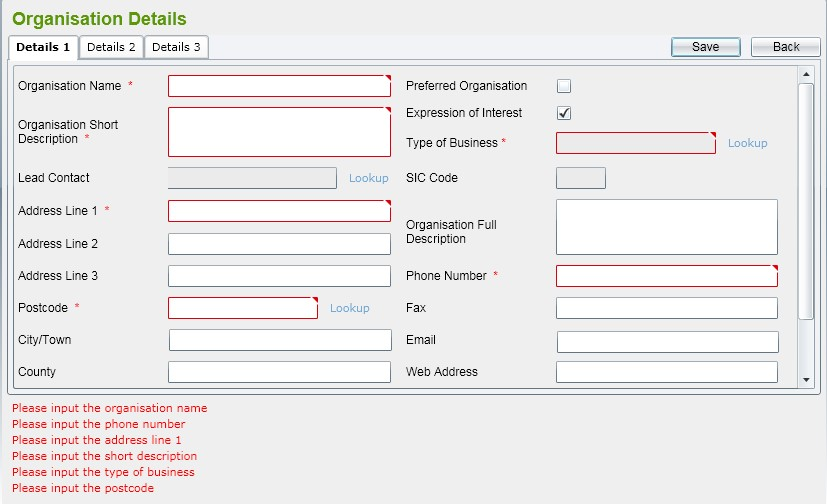 Organisation Details
Details 1 Details 2 Details 3 Save Back
Organisation Name * Preferred Organisation
Expression of Interest
Organisation Short
Description *
Type of Business * Lookup
Lead Contact Lookup SIC Code
Address Line 1 *
Organisation Full
Description
Address Line 2
Address Line 3 Phone Number *
Postcode * Lookup Fax
City/Town Email
County Web Address
Please input the organisation name
Please input the phone number
Please input the address line 1
Please input the short description
Please input the type of business
Please input the postcode